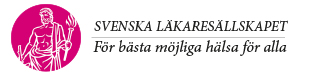 SVENSKA LÄKARESÄLLSKAPET
För bästa möjliga hälsa för alla